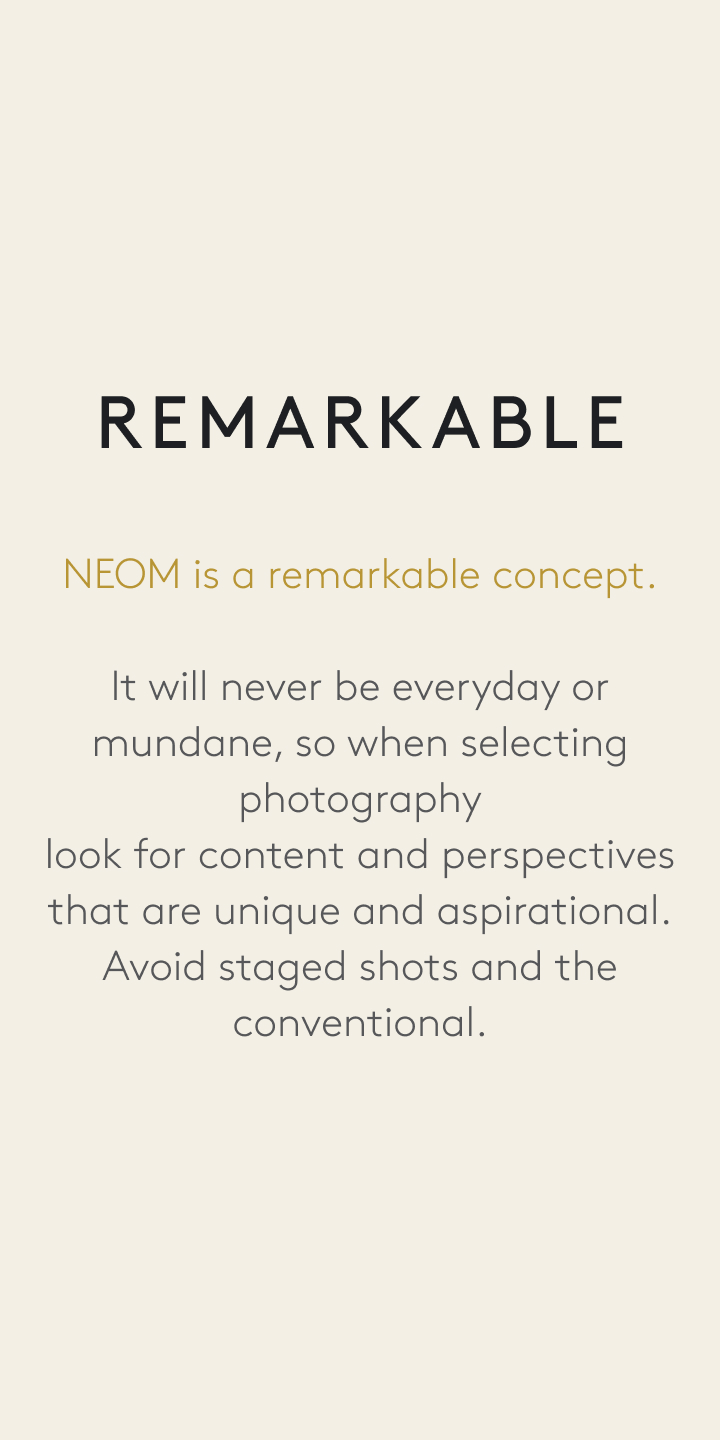 REMARKABLE
NEOM is a remarkable concept.
It will never be everyday or
mundane, so when selecting
photography
look for content and perspectives
that are unique and aspirational.
Avoid staged shots and the
conventional.